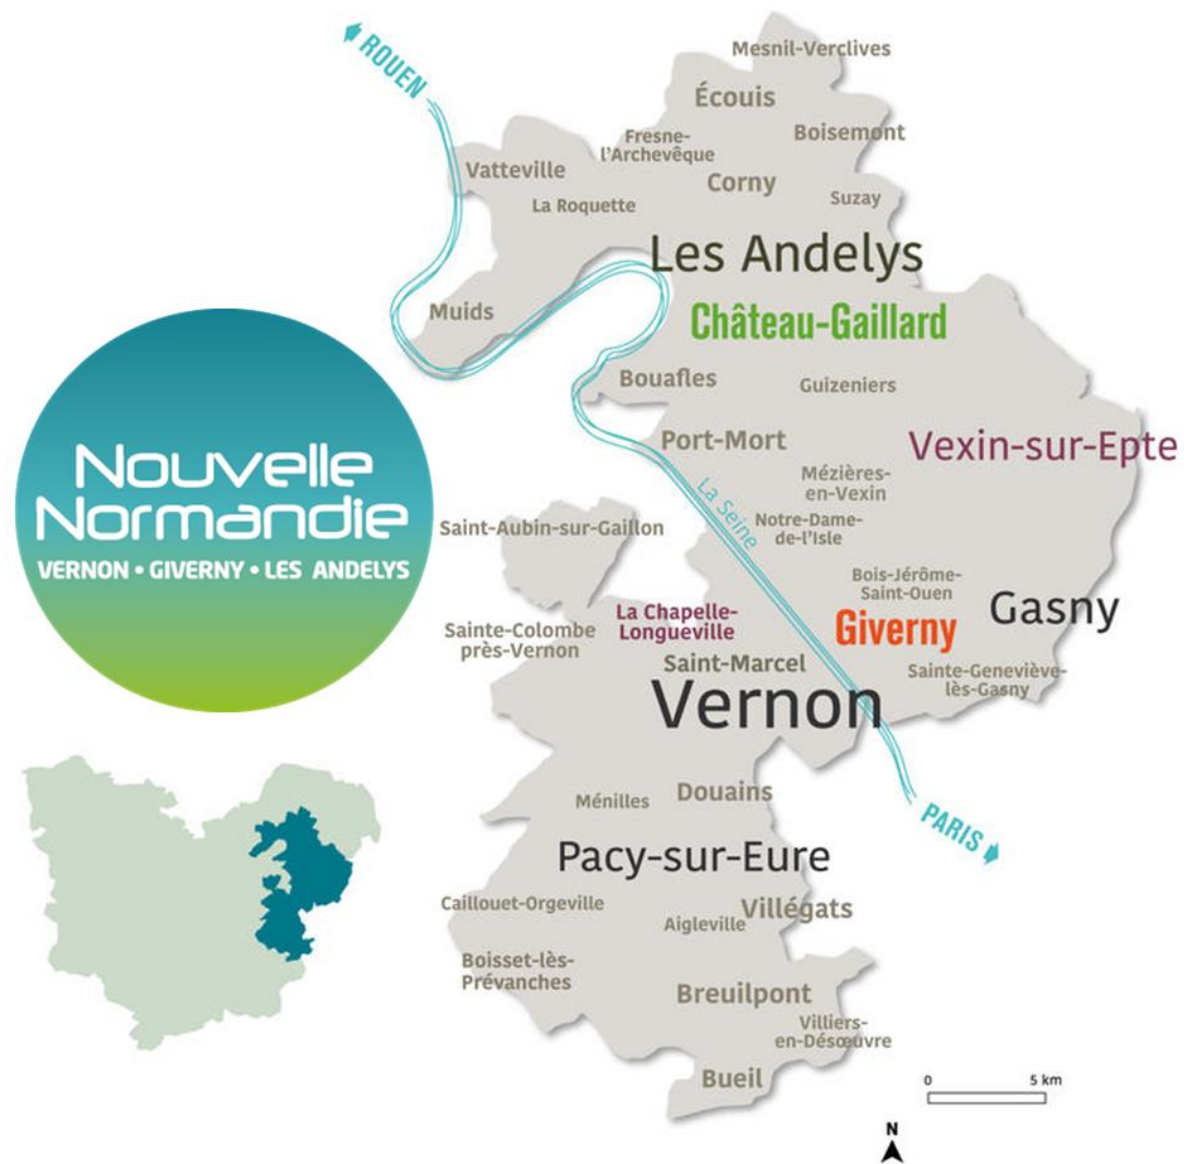 ROUEN
Mesnil-Verclives
Écouis
Boisemont
Fresne-
l'Archevêque
Vatteville
Corny
La Roquette
Suzay
Les Andelys
Muids
Château-Gaillard
Bouafles
Guizeniers
Port-Mort
Vexin-sur-Epte
Mézières-
en-Vexin
La Seine
Notre-Dame-
de-l'Isle
Nouvelle
Normandie
VERNON • GIVERNY • LES ANDELYS
Saint-Aubin-sur-Gaillon
Bois-Jérôme-
Saint-Ouen
Gasny
La Chapelle-
Longueville
Giverny
Sainte-Colombe
près-Vernon
Saint-Marcel
Sainte-Geneviève-
lès-Gasny
Vernon
Ménilles
Douains
PARIS
Pacy-sur-Eure
Caillouet-Orgeville
Villégats
Aigleville
Boisset-lès-
Prévanches
Breuilpont
Villiers-
en-Désœuvre
Bueil
0 5 km
N